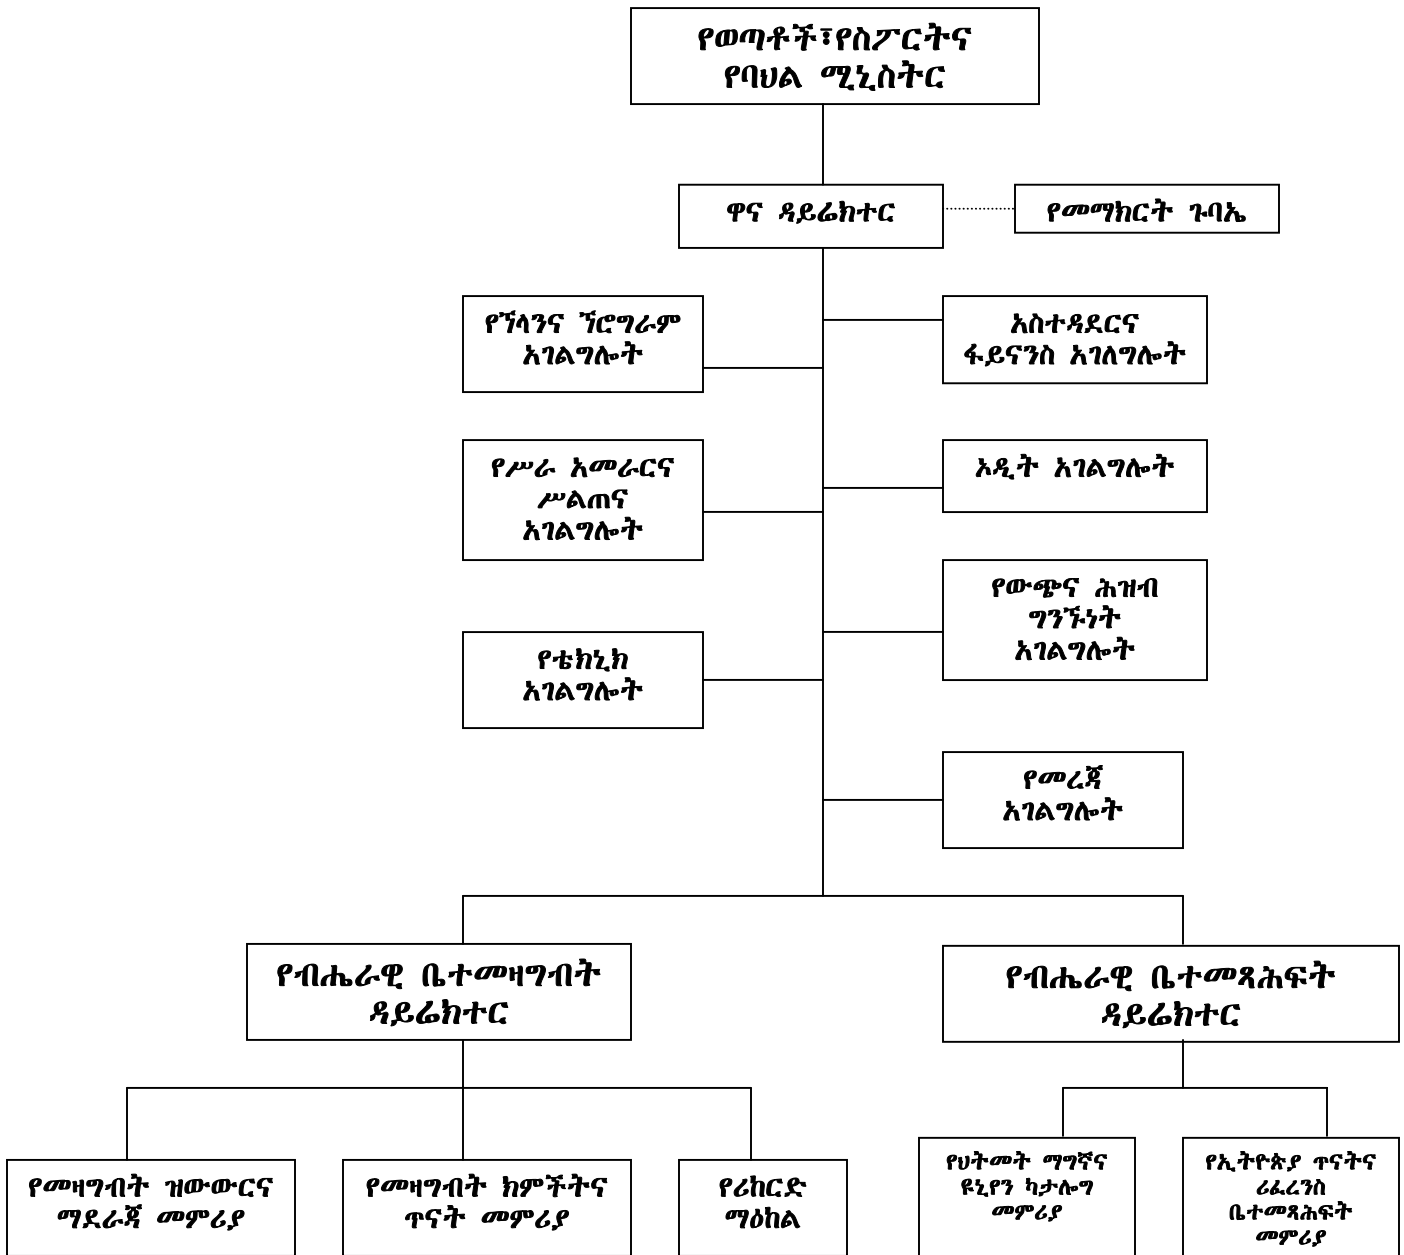 የወጣቶች፣የስፖርትና
የባህል ሚኒስትር
ዋና ዳይሬክተር
የመማክርት ጉባኤ
የኘላንና ኘሮግራም
አገልግሎት
አስተዳደርና
ፋይናንስ አገለግሎት
የሥራ አመራርና
ሥልጠና
አገልግሎት
ኦዲት አገልግሎት
የውጭና ሕዝብ
ግንኙነት
አገልግሎት
የቴክኒክ
አገልግሎት
የመረጃ
አገልግሎት
የብሔራዊ ቤተመዛግብት
ዳይሬክተር
የብሔራዊ ቤተመጻሕፍት
ዳይሬክተር
የመዛግብት ዝውውርና
ማደራጃ መምሪያ
የመዛግብት ክምችትና
ጥናት መምሪያ
የሪከርድ
ማዕከል
የህትመት ማግኛና
ዩኒየን ካታሎግ
መምሪያ
የኢትዮጵያ ጥናትና
ሪፈረንስ
ቤተመጻሕፍት
መምሪያ